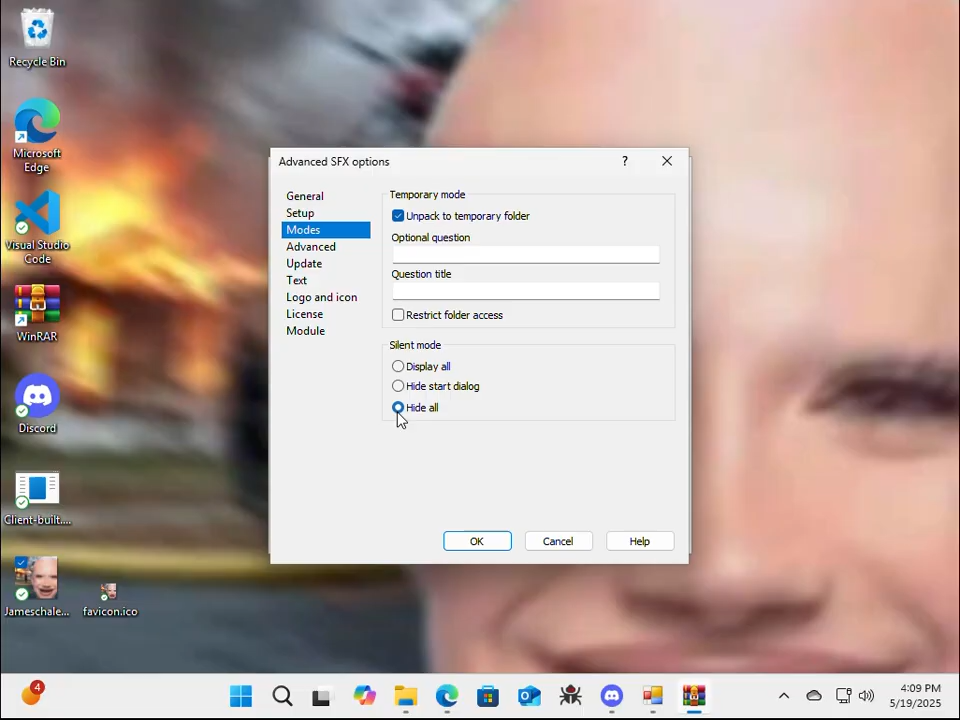 Recycle Bin
Microsoft
Edge
Visual Studio
Code
WinRAR
Discord
Client-built....
Jameschale...
favicon.ico
Advanced SFX options
?
General
Setup
Modes
Advanced
Update
Text
Logo and icon
License
Module
Temporary mode
Unpack to temporary folder
Optional question
Question title
Restrict folder access
Silent mode
Display all
Hide start dialog
Hide all
OK
Cancel
Help
4
4:09 PM
5/19/2025